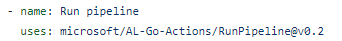 - name: Run pipeline
  uses: microsoft/AL-Go-Actions/RunPipeline@v0.2